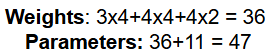 Weights: 3x4+4x4+4x2 = 36
Parameters: 36+11 = 47